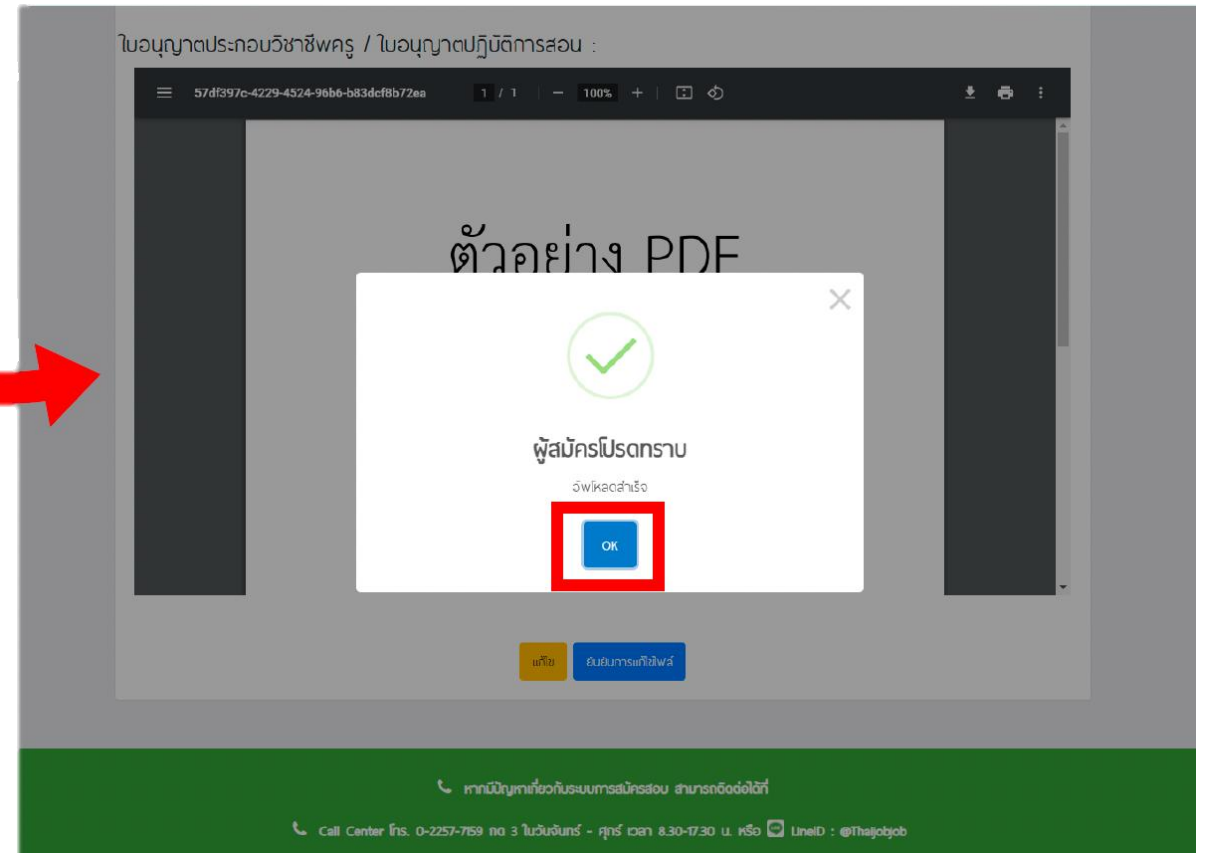 ใบอนุญาตประกอบวิชาชีพครู / ใบอนุญาตปฏิบัติการสอน :
57df397c-4229-4524-96b6-b83dcf8b72ea 1 / 1 100%
ตัวอย่าง PDF
ผู้สมัครโปรดทราบ
อัพโหลดสำเร็จ
OK
แก้ไข ยืนยันการแก้ไขไฟล์
หากมีปัญหาเกี่ยวกับระบบการสมัครสอบ สามารถติดต่อได้ที่
Call Center โทร. 0-2257-7159 กด 3 ในวันจันทร์ - ศุกร์ เวลา 8.30-17.30 น. หรือ LineID : @Thaijobjob